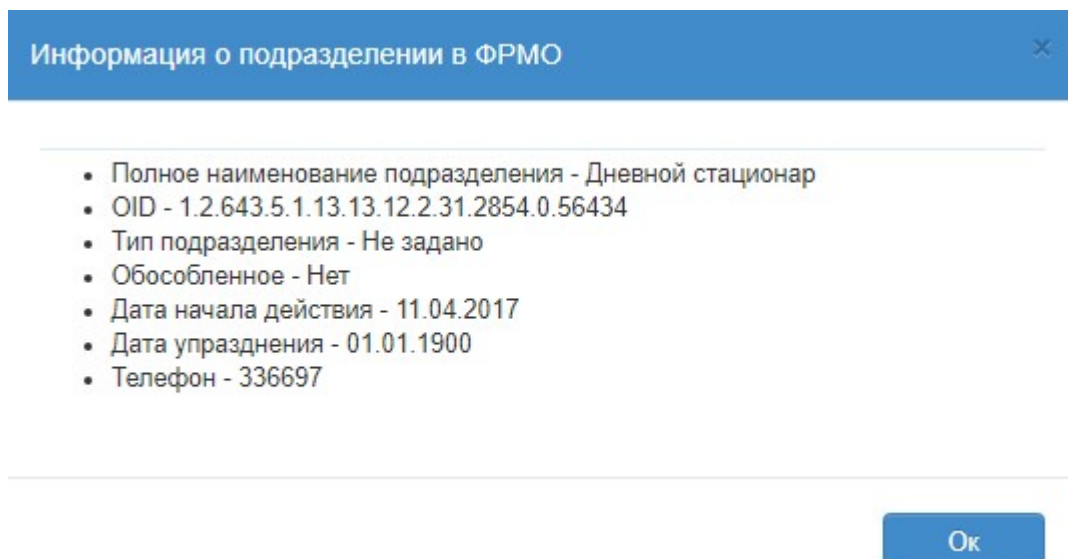 Информация о подразделении в ФРМО
×
• Полное наименование подразделения - Дневной стационар
• OID - 1.2.643.5.1.13.13.12.2.31.2854.0.56434
• Тип подразделения - Не задано
• Обособленное - Нет
• Дата начала действия - 11.04.2017
• Дата упразднения - 01.01.1900
• Телефон - 336697
Ок